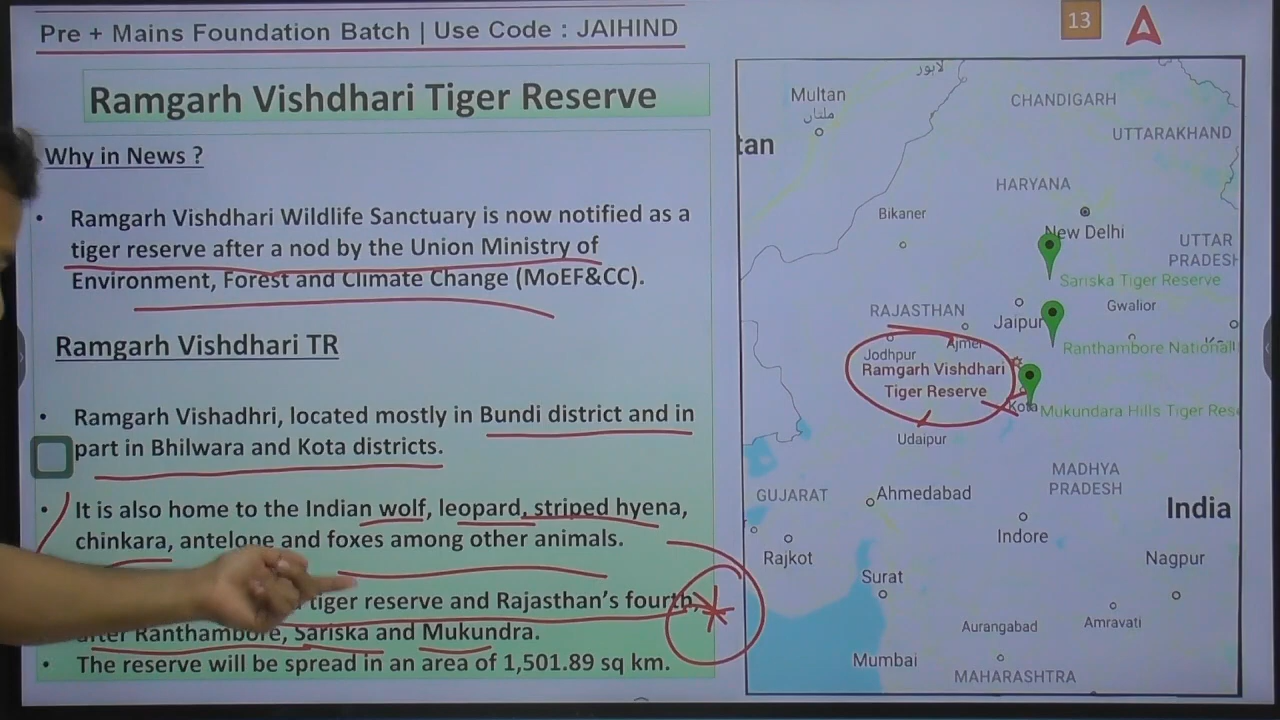 Pre + Mains Foundation Batch | Use Code : JAIHIND
13
Ramgarh Vishdhari Tiger Reserve
Why in News ?
• Ramgarh Vishdhari Wildlife Sanctuary is now notified as a
tiger reserve after a nod by the Union Ministry of
Environment, Forest and Climate Change (MoEF&CC).
Ramgarh Vishdhari TR
• Ramgarh Vishadhri, located mostly in Bundi district and in
part in Bhilwara and Kota districts.
• It is also home to the Indian wolf, leopard, striped hyena,
chinkara, antelope and foxes among other animals.
tiger reserve and Rajasthan's fourth,
after Ranthambore, Sariska and Mukundra.
• The reserve will be spread in an area of 1,501.89 sq km.
لاہور
Multan
ملتان
CHANDIGARH
UTTARAKHAND
tan
HARYANA
Bikaner
New Delhi
UTTAR
PRADESH
Sariska Tiger Reserve
RAJASTHAN
Gwalior
Jaipur
Ajmer
Jodhpur
Ranthambore National
Ramgarh Vishdhari
Tiger Reserve
Kota
Mukundara Hills Tiger Res
Udaipur
MADHYA
PRADESH
GUJARAT
Ahmedabad
India
Indore
Rajkot
Nagpur
Surat
Aurangabad
Amravati
Mumbai
MAHARASHTRA